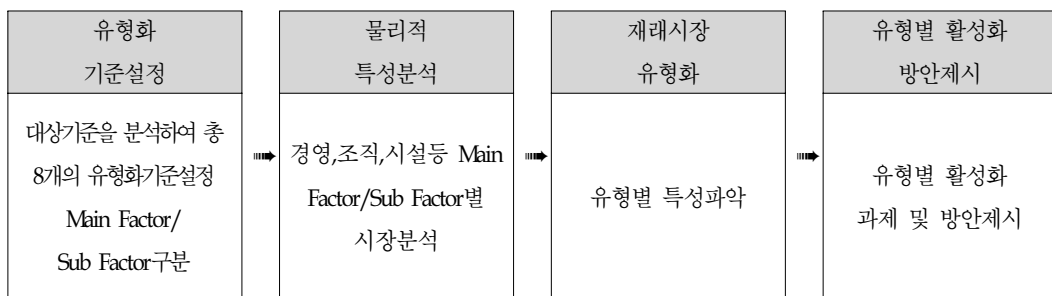 유형화
기준설정
대상기준을 분석하여 총
8개의 유형화기준설정
Main Factor/
Sub Factor구분
물리적
특성분석
경영,조직,시설등 Main
Factor/Sub Factor별
시장분석
재래시장
유형화
유형별 특성파악
유형별 활성화
방안제시
유형별 활성화
과제 및 방안제시